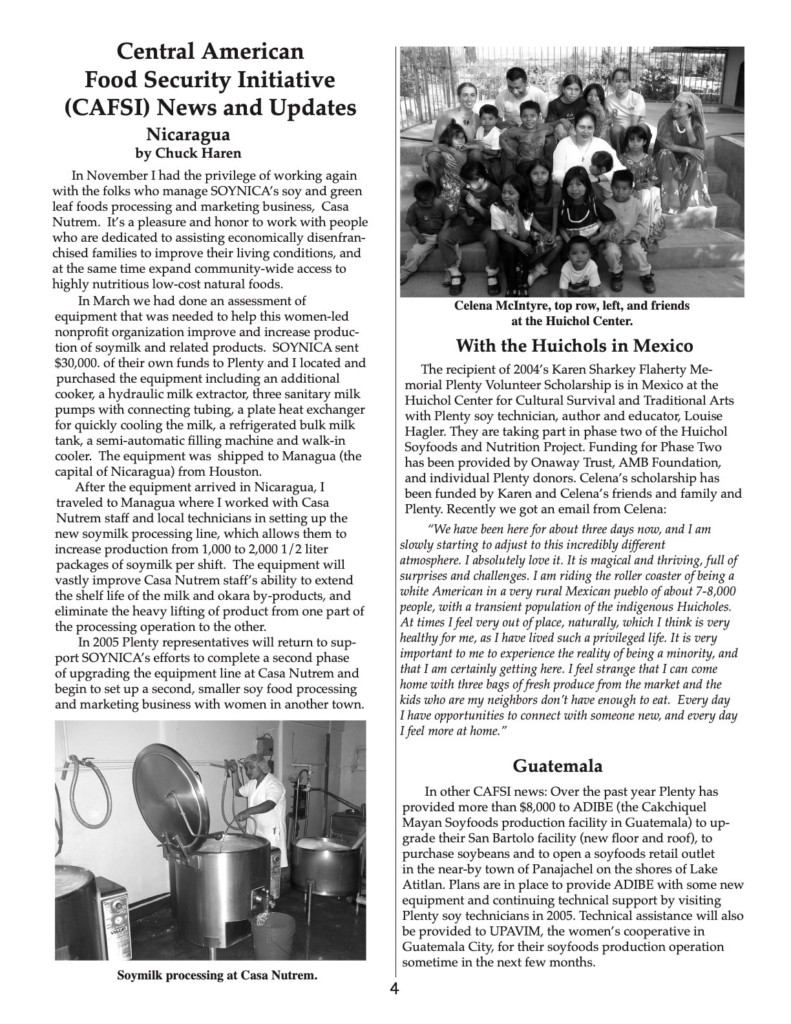 Central American
Food Security Initiative
(CAFSI) News and Updates
Nicaragua
by Chuck Haren
In November I had the privilege of working again
with the folks who manage SOYNICA's soy and green
leaf foods processing and marketing business,  Casa
Nutrem.  It's a pleasure and honor to work with people
who are dedicated to assisting economically disenfran-
chised families to improve their living conditions, and
at the same time expand community-wide access to
highly nutritious low-cost natural foods.
In March we had done an assessment of
equipment that was needed to help this women-led
nonprofit organization improve and increase produc-
tion of soymilk and related products.  SOYNICA sent
$30,000. of their own funds to Plenty and I located and
purchased the equipment including an additional
cooker, a hydraulic milk extractor, three sanitary milk
pumps with connecting tubing, a plate heat exchanger
for quickly cooling the milk, a refrigerated bulk milk
tank, a semi-automatic filling machine and walk-in
cooler.  The equipment was  shipped to Managua (the
capital of Nicaragua) from Houston.
After the equipment arrived in Nicaragua, I
traveled to Managua where I worked with Casa
Nutrem staff and local technicians in setting up the
new soymilk processing line, which allows them to
increase production from 1,000 to 2,000 1/2 liter
packages of soymilk per shift.  The equipment will
vastly improve Casa Nutrem staff's ability to extend
the shelf life of the milk and okara by-products, and
eliminate the heavy lifting of product from one part of
the processing operation to the other.
In 2005 Plenty representatives will return to sup-
port SOYNICA's efforts to complete a second phase
of upgrading the equipment line at Casa Nutrem and
begin to set up a second, smaller soy food processing
and marketing business with women in another town.
Soymilk processing at Casa Nutrem.
Celena McIntyre, top row, left, and friends
at the Huichol Center.
With the Huichols in Mexico
The recipient of 2004's Karen Sharkey Flaherty Me-
morial Plenty Volunteer Scholarship is in Mexico at the
Huichol Center for Cultural Survival and Traditional Arts
with Plenty soy technician, author and educator, Louise
Hagler. They are taking part in phase two of the Huichol
Soyfoods and Nutrition Project. Funding for Phase Two
has been provided by Onaway Trust, AMB Foundation,
and individual Plenty donors. Celena's scholarship has
been funded by Karen and Celena's friends and family and
Plenty. Recently we got an email from Celena:
"We have been here for about three days now, and I am
slowly starting to adjust to this incredibly different
atmosphere. I absolutely love it. It is magical and thriving, full of
surprises and challenges. I am riding the roller coaster of being a
white American in a very rural Mexican pueblo of about 7-8,000
people, with a transient population of the indigenous Huicholes.
At times I feel very out of place, naturally, which I think is very
healthy for me, as I have lived such a privileged life. It is very
important to me to experience the reality of being a minority, and
that I am certainly getting here. I feel strange that I can come
home with three bags of fresh produce from the market and the
kids who are my neighbors don't have enough to eat.  Every day
I have opportunities to connect with someone new, and every day
I feel more at home."
Guatemala
In other CAFSI news: Over the past year Plenty has
provided more than $8,000 to ADIBE (the Cakchiquel
Mayan Soyfoods production facility in Guatemala) to up-
grade their San Bartolo facility (new floor and roof), to
purchase soybeans and to open a soyfoods retail outlet
in the near-by town of Panajachel on the shores of Lake
Atitlan. Plans are in place to provide ADIBE with some new
equipment and continuing technical support by visiting
Plenty soy technicians in 2005. Technical assistance will also
be provided to UPAVIM, the women's cooperative in
Guatemala City, for their soyfoods production operation
sometime in the next few months.
4